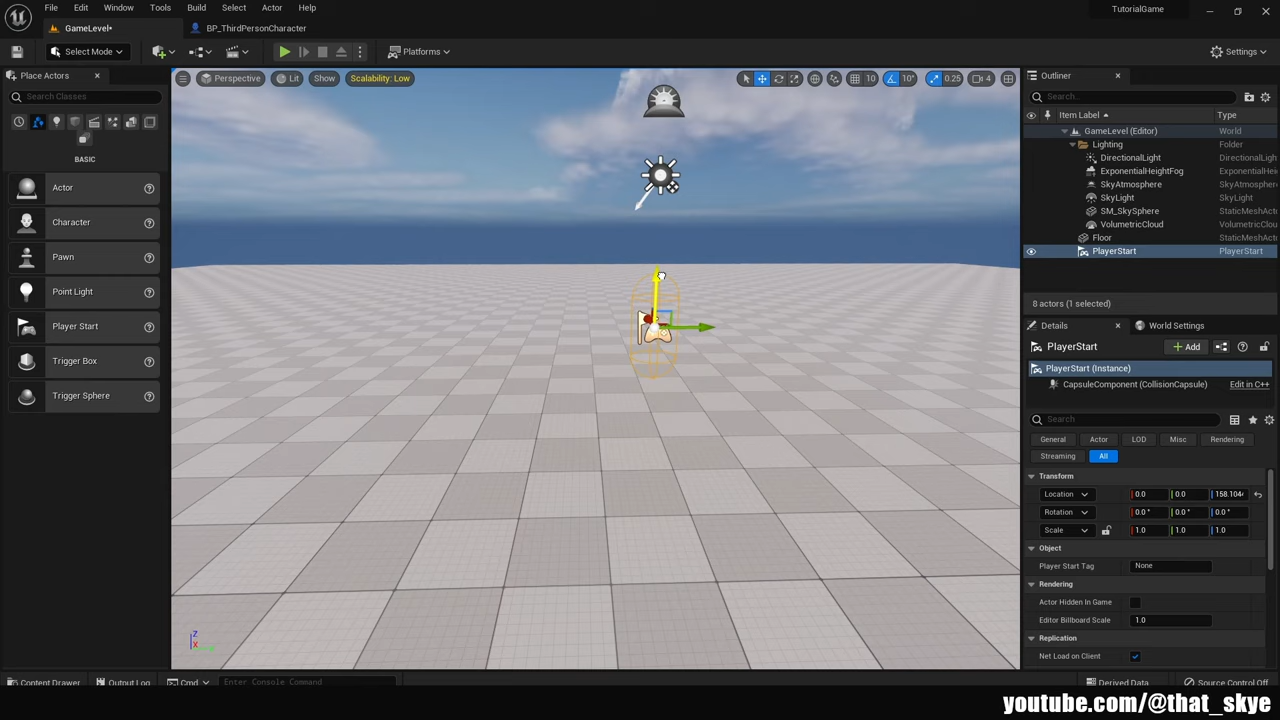 File Edit Window Tools Build Select Actor Help
TutorialGame
GameLevel*
BP_ThirdPersonCharacter
Select Mode
Platforms
Settings
Place Actors
Search Classes
BASIC
Actor
Character
Pawn
Point Light
Player Start
Trigger Box
Trigger Sphere
Perspective
Lit
Show
Scalability: Low
10
10°
0.25
4
Outliner
Search...
Item Label
Type
GameLevel (Editor) World
Lighting Folder
DirectionalLight DirectionalLigh
ExponentialHeightFog ExponentialHe
SkyAtmosphere SkyAtmosphere
SkyLight SkyLight
SM_SkySphere StaticMeshAct
VolumetricCloud VolumetricClou
Floor StaticMeshAct
PlayerStart PlayerStart
8 actors (1 selected)
Details
World Settings
PlayerStart
Add
PlayerStart (Instance)
CapsuleComponent (CollisionCapsule) Edit in C++
Search
General Actor LOD Misc Rendering
Streaming All
Transform
Location 0.0 0.0 158.104
Rotation 0.0 ° 0.0 ° 0.0 °
Scale 1.0 1.0 1.0
Object
Player Start Tag None
Rendering
Actor Hidden In Game
Editor Billboard Scale 1.0
Replication
Net Load on Client
Z
X
Content Drawer
Output Log
Cmd
Enter Console Command
Derived Data
Source Control Off
youtube.com/@that_skye